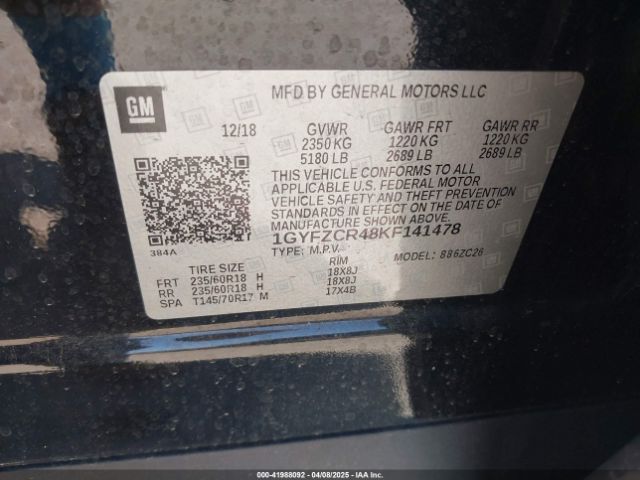 GM
MFD BY GENERAL MOTORS LLC
12/18 GVWR GAWR FRT GAWR RR
2350 KG 1220 KG 1220 KG
5180 LB 2689 LB 2689 LB
THIS VEHICLE CONFORMS TO ALL
APPLICABLE U.S. FEDERAL MOTOR
VEHICLE SAFETY AND THEFT PREVENTION
STANDARDS IN EFFECT ON THE DATE OF
MANUFACTURE SHOWN ABOVE.
1GYFZCR48KF141478
384A TYPE: M.P.V. MODEL: 886ZC26
TIRE SIZE RIM
FRT 235/60R18 H 18X8J
RR 235/60R18 H 18X8J
SPA T145/70R17 M 17X4B
000-41988092 - 04/08/2025 - IAAI.COM